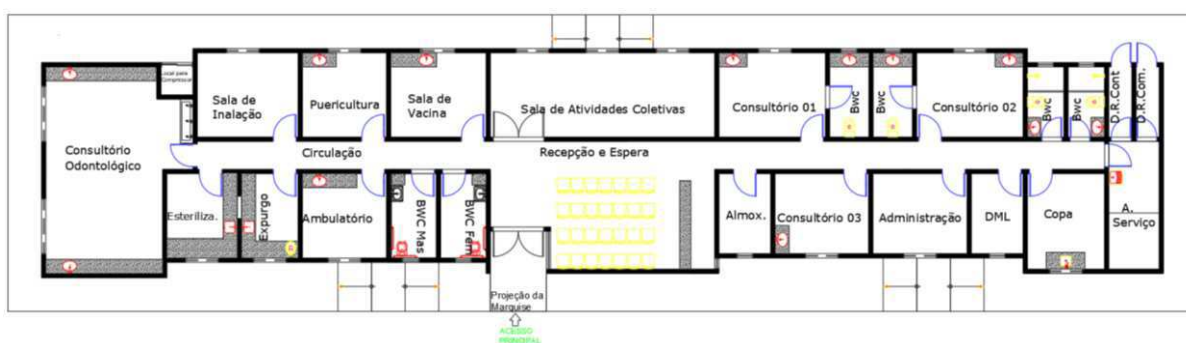 Local para
Compressor
Sala de
Inalação
Puericultura
Sala de
Vacina
Sala de Atividades Coletivas
Consultório 01
Bwc
Bwc
Consultório 02
Bwc
Bwc
D.R.Cont
D.R.Com.
Consultório
Odontológico
Circulação
Recepção e Espera
Esteriliza.
Expurgo
Ambulatório
BWC Mas
BWC Fem
Almox.
Consultório 03
Administração
DML
Copa
A.
Serviço
Projeção da
Marquise
ACESSO
PRINCIPAL